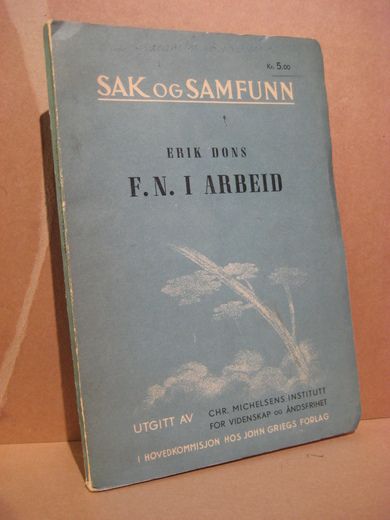 Kr. 5,00
SAK OG SAMFUNN
ERIK DONS
F.N. I ARBEID
UTGITT AV CHR. MICHELSENS INSTITUTT
FOR VIDENSKAP OG ÅNDSFRIHET
I HOVEDKOMMISJON HOS JOHN GRIEGS FORLAG